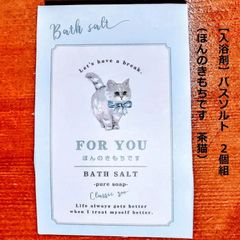 Bath salt
Let's have a break.
FOR YOU
ほんのきもちです
BATH SALT
-pure soap-
Classic
Life always gets better
when I treat myself better.
【入浴剤】バスソルト　2個組
（ほんのきもちです　茶猫）